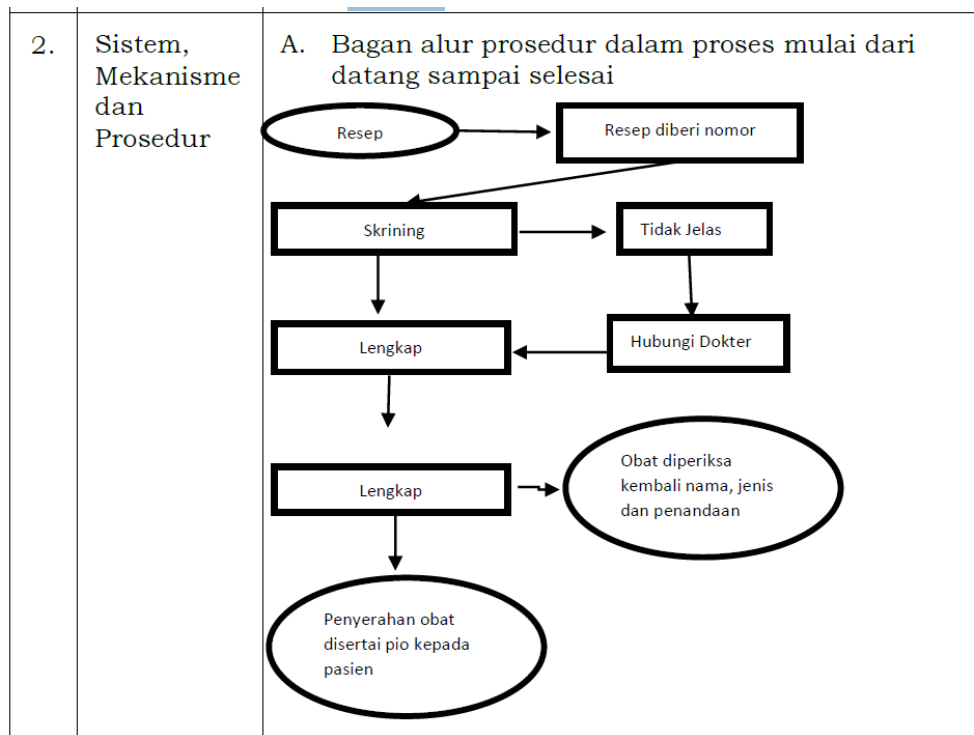 2.
Sistem,
Mekanisme
dan
Prosedur
A. Bagan alur prosedur dalam proses mulai dari
datang sampai selesai
Resep
Resep diberi nomor
Skrining
Tidak Jelas
Lengkap
Hubungi Dokter
Lengkap
Obat diperiksa
kembali nama, jenis
dan penandaan
Penyerahan obat
disertai pio kepada
pasien